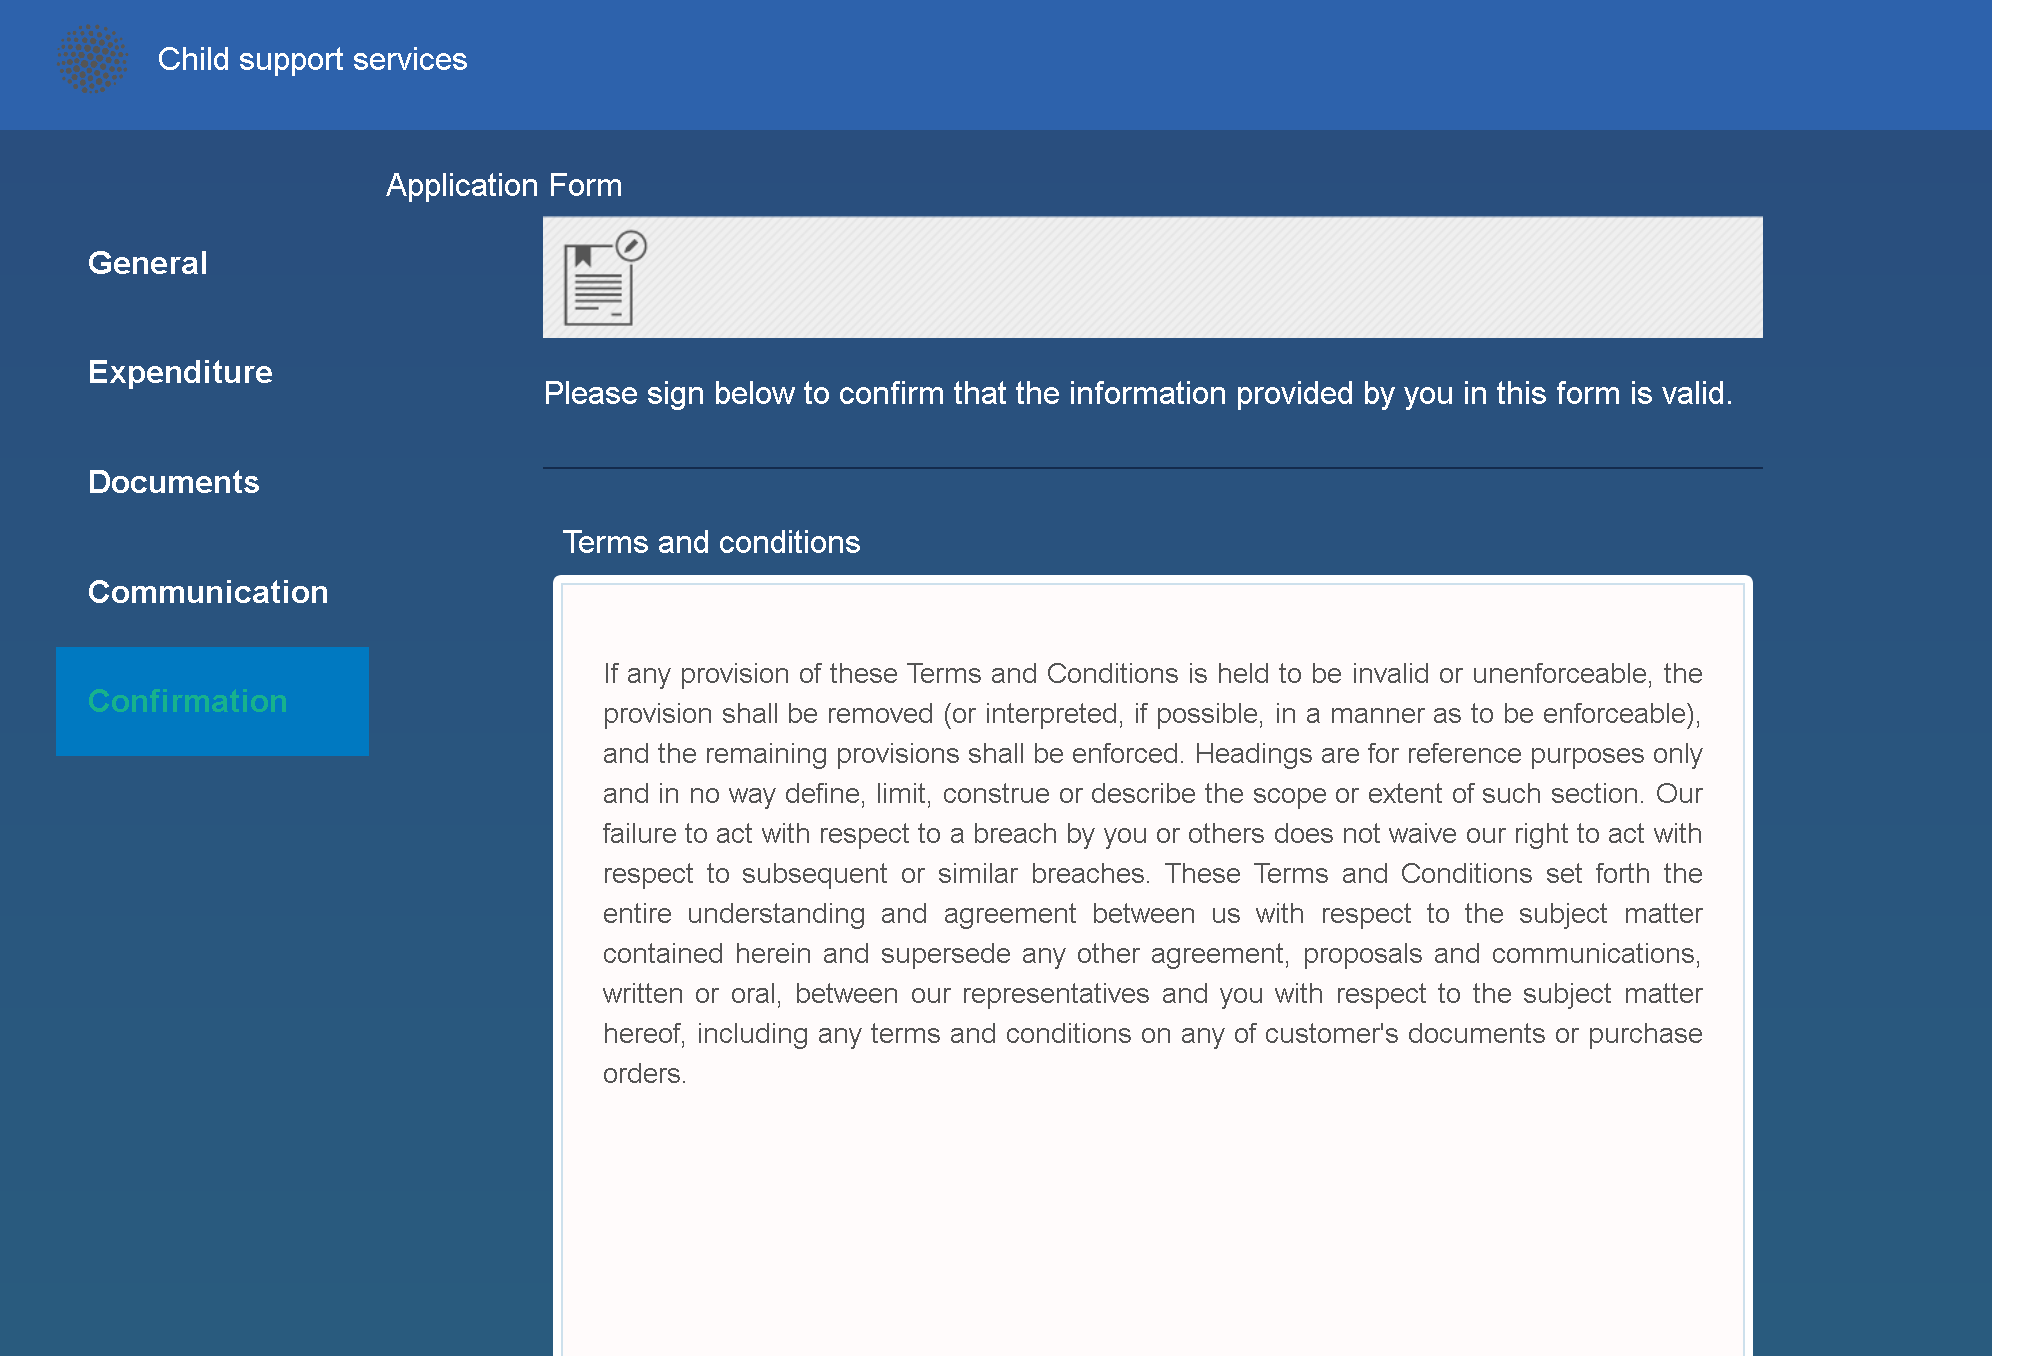 Child support services
Application Form
General
Expenditure
Documents
Communication
Confirmation
Please sign below to confirm that the information provided by you in this form is valid.
Terms and conditions
If any provision of these Terms and Conditions is held to be invalid or unenforceable, the
provision shall be removed (or interpreted, if possible, in a manner as to be enforceable),
and the remaining provisions shall be enforced. Headings are for reference purposes only
and in no way define, limit, construe or describe the scope or extent of such section. Our
failure to act with respect to a breach by you or others does not waive our right to act with
respect to subsequent or similar breaches. These Terms and Conditions set forth the
entire understanding and agreement between us with respect to the subject matter
contained herein and supersede any other agreement, proposals and communications,
written or oral, between our representatives and you with respect to the subject matter
hereof, including any terms and conditions on any of customer's documents or purchase
orders.